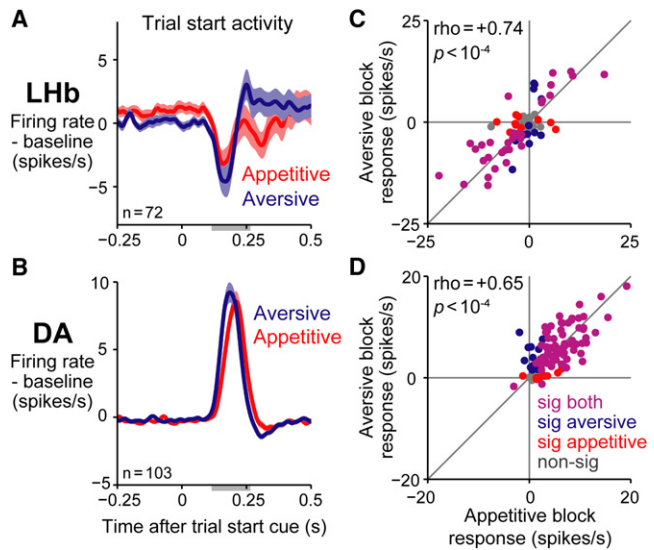 A
Trial start activity
LHb
Firing rate
- baseline
(spikes/s)
5
0
−5
Appetitive
Aversive
n=72
−0.25
0
0.25
0.5
B
DA
Firing rate
- baseline
(spikes/s)
10
5
0
−5
Aversive
Appetitive
n=103
−0.25
0
0.25
0.5
Time after trial start cue (s)
C
rho=+0.74
p<10-4
Aversive block
response (spikes/s)
25
0
−25
−25
0
25
D
rho=+0.65
p<10-4
Aversive block
response (spikes/s)
20
0
−20
sig both
sig aversive
sig appetitive
non-sig
−20
0
20
Appetitive block
response (spikes/s)